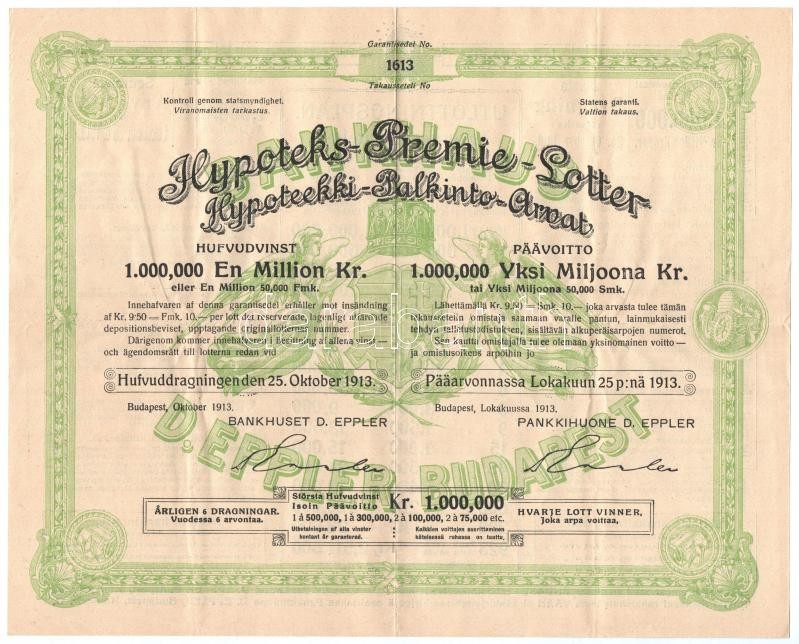 Garantisedel No.
1613
Takausseteli No
Kontroll genom statsmyndighet.
Viranomaisten tarkastus.
Statens garanti.
Valtion takaus.
BANKHAUS
Hypoteks-Premie-Lotter
Hypoteekki-Palkinto-Arvat
HUFVUDVINST
1.000,000 En Million Kr.
eller En Million 50,000 Fmk.
Innehafvaren af denna garantisedel erhåller mot insändning
af Kr. 9·50 = Fmk. 10,— per lott det reserverade, lagenligt utfärdade
depositionsbeviset, upptagande originallotternas nummer.
Därigenom kommer innehafvaren i besittning af allena vinst-
och ägendomsrätt till lotterna redan vid
Hufvuddragningen den 25. Oktober 1913.
Budapest, Oktober 1913.
BANKHUSET D. EPPLER
PÄÄVOITTO
1.000,000 Yksi Miljoona Kr.
tai Yksi Miljoona 50,000 Smk.
Lähettämällä Kr. 9;50 = Smk. 10,— joka arvasta tulee tämän
takaussetelin omistaja saamaan varalle pantun, lainmukaisesti
tehdyn talletustodistuksen, sisältävän alkuperäisarpojen numerot.
Sen kautta omistajalla tulee olemaan yksinomainen voitto-
ja omistusoikeus arpoihin jo
Pääarvonnassa Lokakuun 25 p:nä 1913.
Budapest, Lokakuussa 1913.
PANKKIHUONE D. EPPLER
D. EPPLER BUDAPEST
ÅRLIGEN 6 DRAGNINGAR.
Vuodessa 6 arvontaa.
Största Hufvudvinst
Isoin Päävoitto
Kr. 1.000,000
1 à 500,000, 1 à 300,000, 2 à 100,000, 2 à 75,000 etc.
Utbetalningen af alla vinster
kontant är garanterad.
Kaikkien voittojen suorittaminen
käteisessä rahassa on taattu.
HVARJE LOTT VINNER.
Joka arpa voittaa.